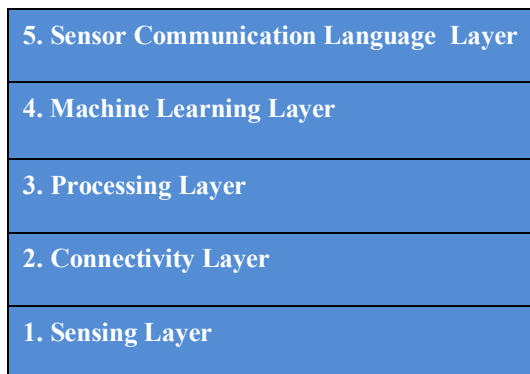 5. Sensor Communication Language Layer
4. Machine Learning Layer
3. Processing Layer
2. Connectivity Layer
1. Sensing Layer